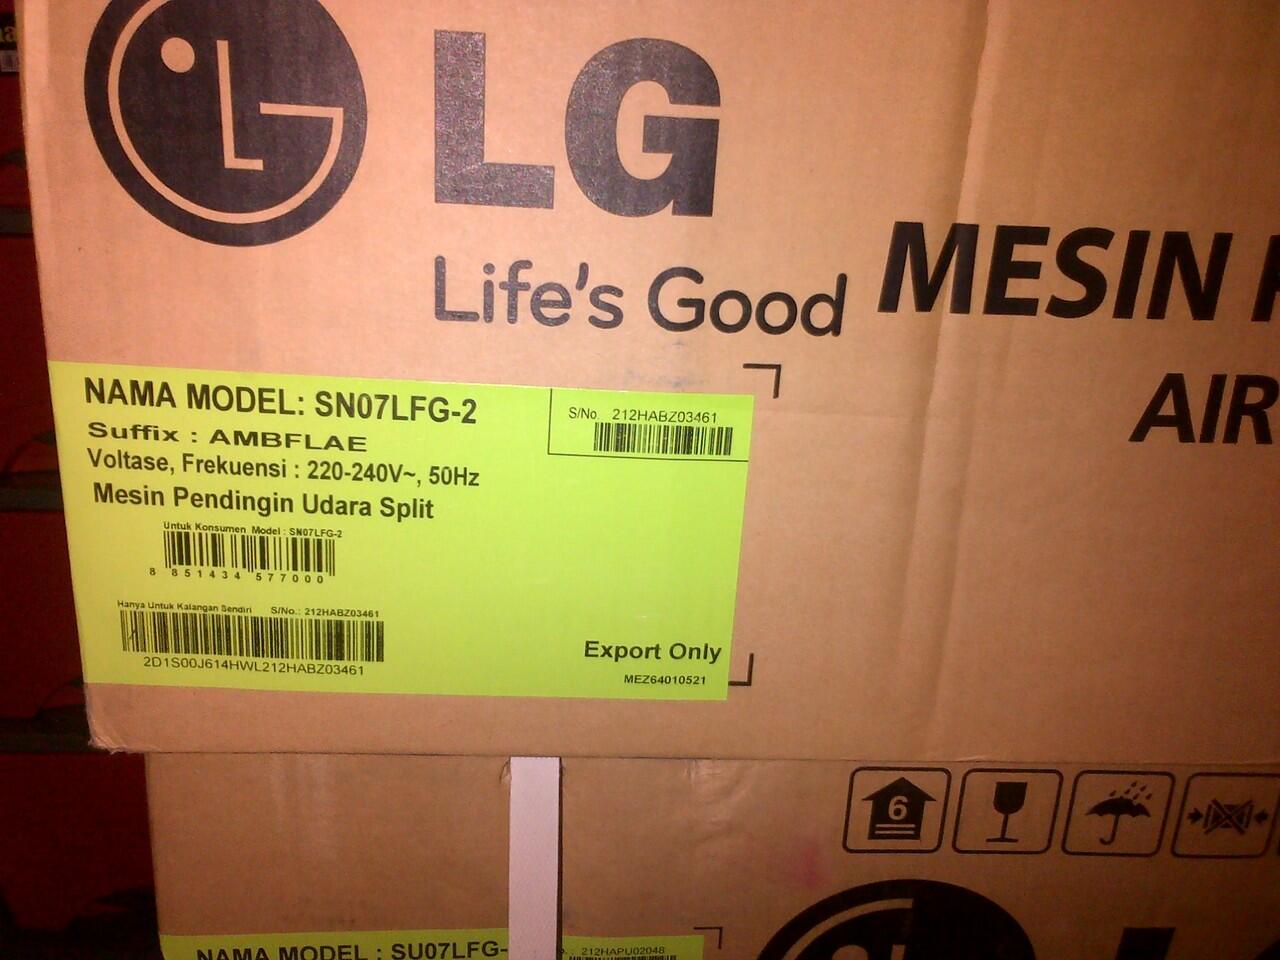 LG
Life's Good
MESIN
AIR
NAMA MODEL: SN07LFG-2
S/No. 212HABZ03461
Suffix : AMBFLAE
Voltase, Frekuensi : 220-240V~, 50Hz
Mesin Pendingin Udara Split
Untuk Konsumen Model : SN07LFG-2
8 851434 577000
Hanya Untuk Kalangan Sendiri S/No.: 212HABZ03461
2D1S00J614HWL212HABZ03461
Export Only
MEZ64010521
6
NAMA MODEL : SU07LFG-
212HAPU02048